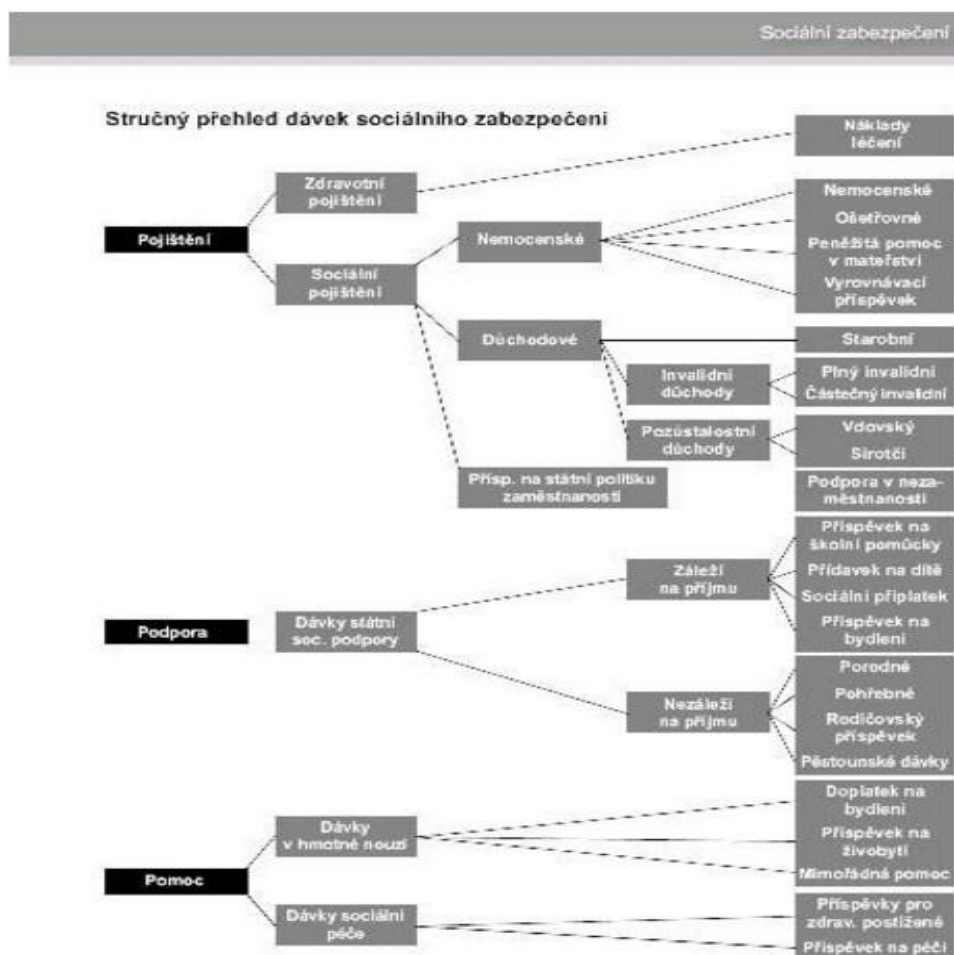 Sociální zabezpečení
Stručný přehled dávek sociálního zabezpečení
Náklady
léčení
Zdravotní
pojištění
Pojištění
Sociální
pojištění
Nemocenské
Nemocenské
Ošetřovné
Peněžitá pomoc
v mateřství
Vyrovnávací
příspěvek
Důchodové
Starobní
Invalidní
důchody
Plný invalidní
Částečný invalidní
Pozůstalostní
důchody
Vdovský
Sirotčí
Přísp. na státní politiku
zaměstnanosti
Podpora v neza-
městnanosti
Podpora
Dávky státní
soc. podpory
Záleží
na příjmu
Příspěvek na
školní pomůcky
Přídavek na dítě
Sociální příplatek
Příspěvek na
bydlení
Nezáleží
na příjmu
Porodné
Pohřebné
Rodičovský
příspěvek
Pěstounské dávky
Pomoc
Dávky
v hmotné nouzi
Doplatek na
bydlení
Příspěvek na
živobytí
Mimořádná pomoc
Dávky sociální
péče
Příspěvky pro
zdrav. postižené
Příspěvek na péči